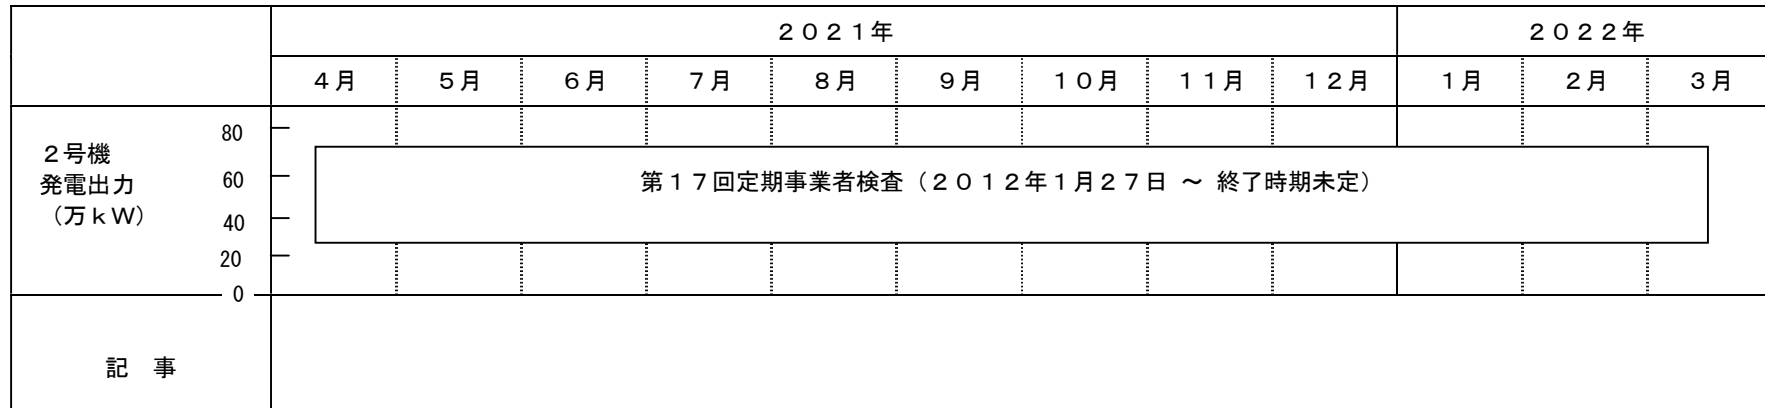 ２０２１年 ２０２２年
４月 ５月 ６月 ７月 ８月 ９月 １０月 １１月 １２月 １月 ２月 ３月
２号機
発電出力
（万ｋＷ）
80
60
40
20
0
第１７回定期事業者検査（２０１２年１月２７日 ～ 終了時期未定）
記　事